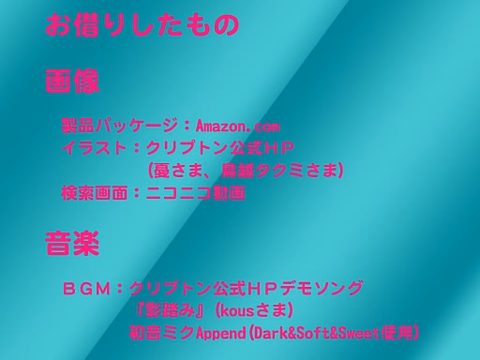 お借りしたもの
画像
製品パッケージ：Amazon.com
イラスト：クリプトン公式ＨＰ
(憂さま、鳥越タクミさま)
検索画面：ニコニコ動画
音楽
ＢＧＭ：クリプトン公式ＨＰデモソング
『影踏み』(kousさま)
初音ミクAppend(Dark&Soft&Sweet使用)